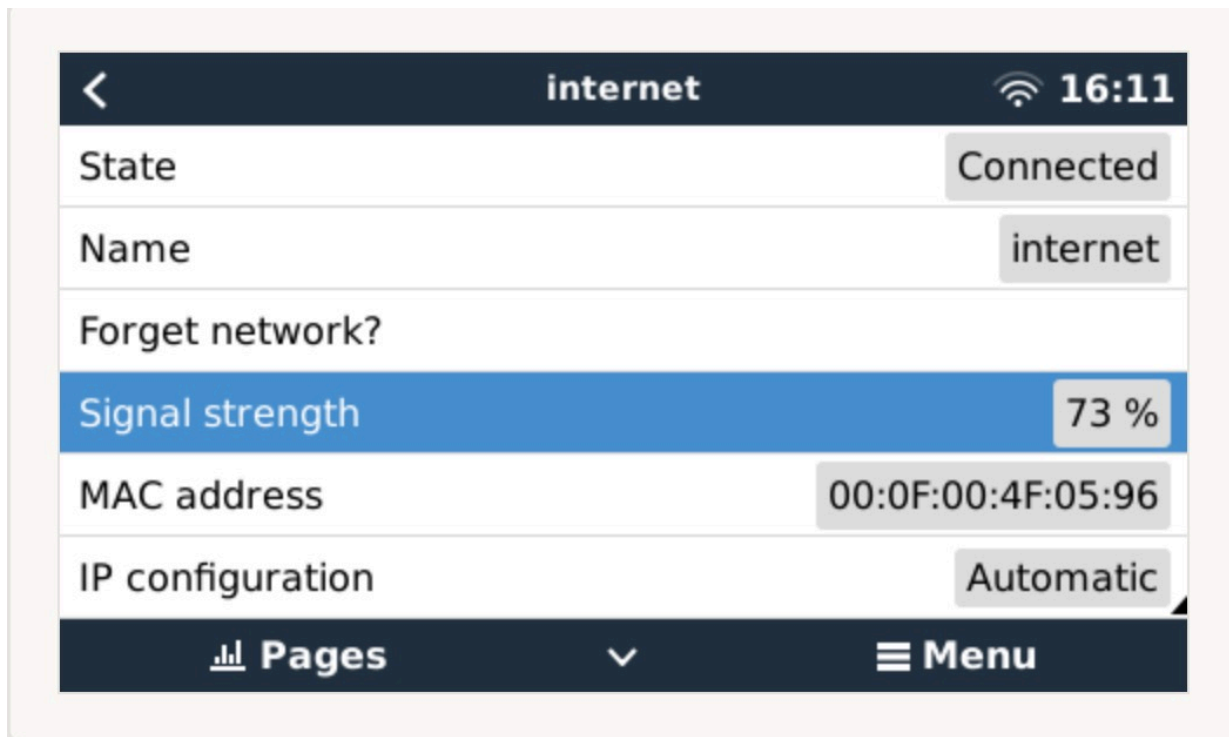 internet 16:11
State Connected
Name internet
Forget network?
Signal strength 73 %
MAC address 00:0F:00:4F:05:96
IP configuration Automatic
Pages Menu